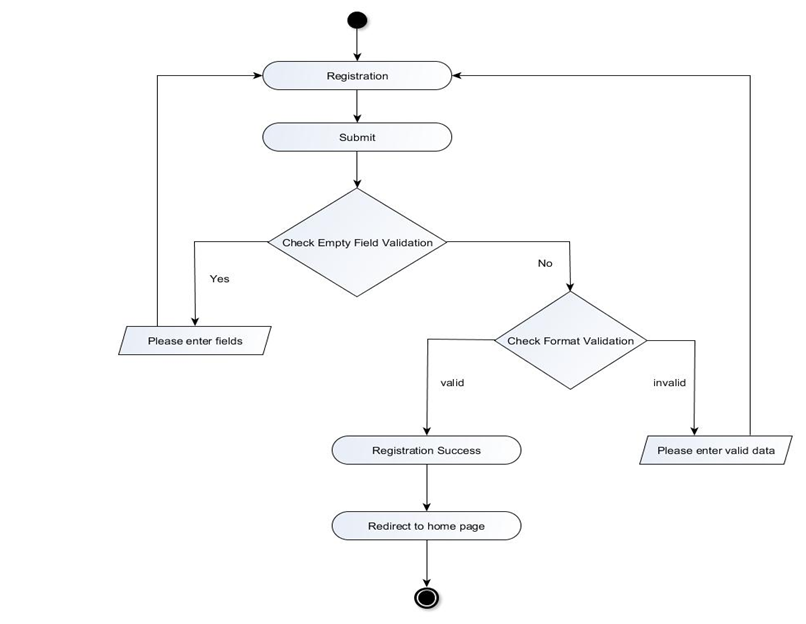 Registration
Submit
Check Empty Field Validation
Yes
No
Please enter fields
Check Format Validation
valid
invalid
Registration Success
Please enter valid data
Redirect to home page